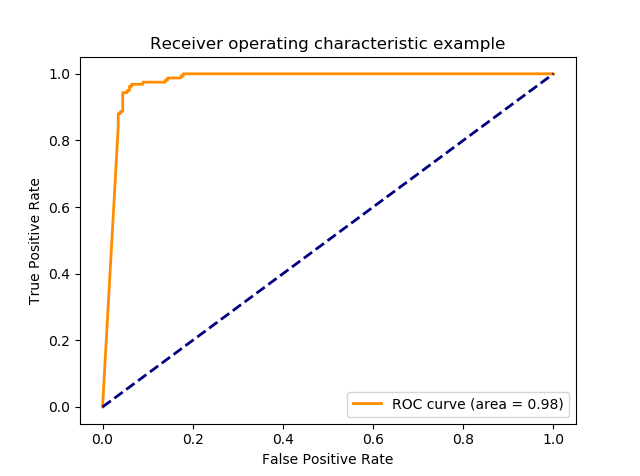 Receiver operating characteristic example
True Positive Rate
1.0
0.8
0.6
0.4
0.2
0.0
ROC curve (area = 0.98)
0.0 0.2 0.4 0.6 0.8 1.0
False Positive Rate